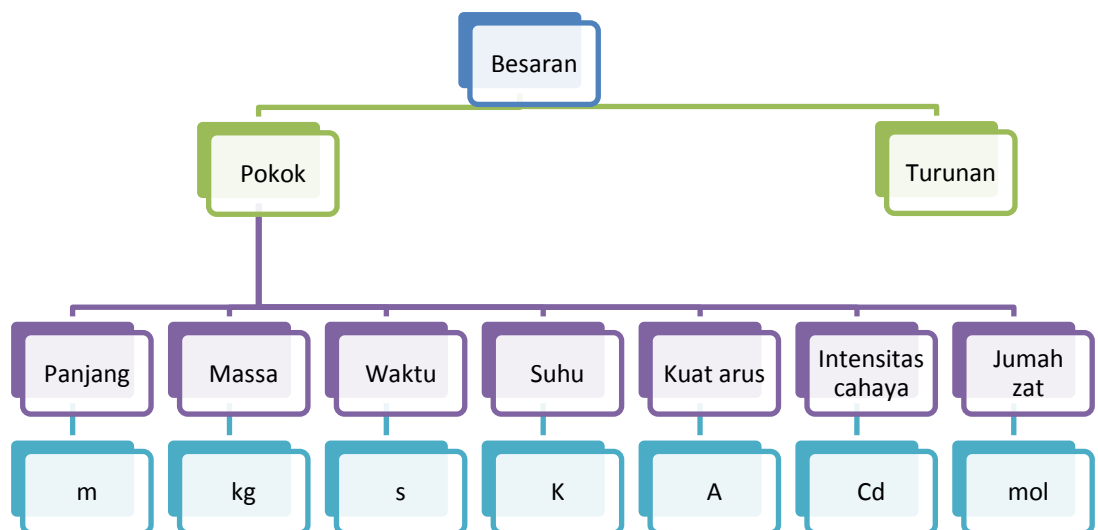 Besaran
Pokok
Turunan
Panjang
Massa
Waktu
Suhu
Kuat arus
Intensitas
cahaya
Jumah
zat
m
kg
s
K
A
Cd
mol